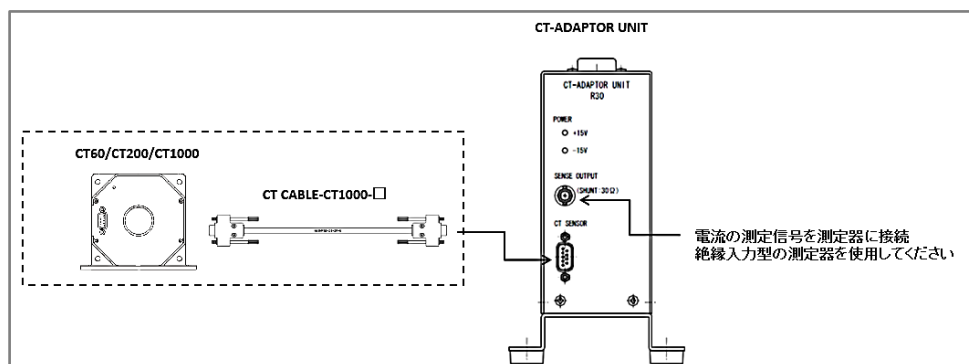 CT-ADAPTOR UNIT
CT-ADAPTOR UNIT
R30
POWER
+15V
-15V
SENSE OUTPUT
(SHUNT:30Ω)
CT SENSOR
CT60/CT200/CT1000
CT CABLE-CT1000-□
電流の測定信号を測定器に接続
絶縁入力型の測定器を使用してください